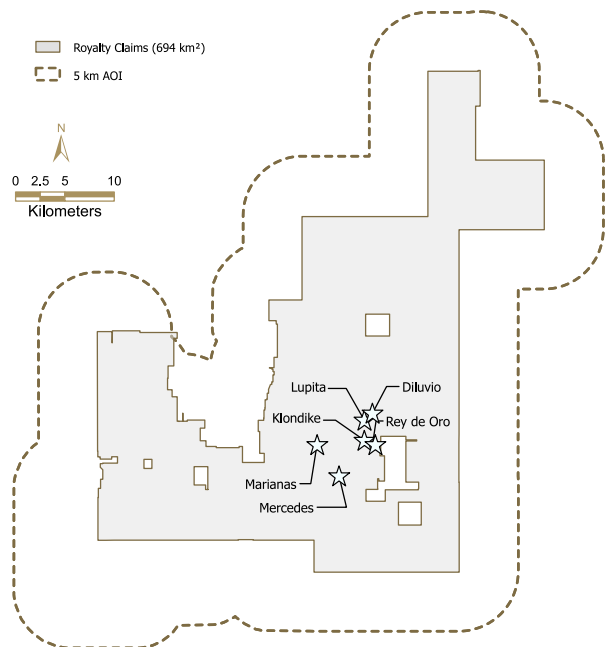 Royalty Claims (694 km²)
5 km AOI
N
0 2.5 5 10
Kilometers
Lupita
Diluvio
Klondike
Rey de Oro
Marianas
Mercedes